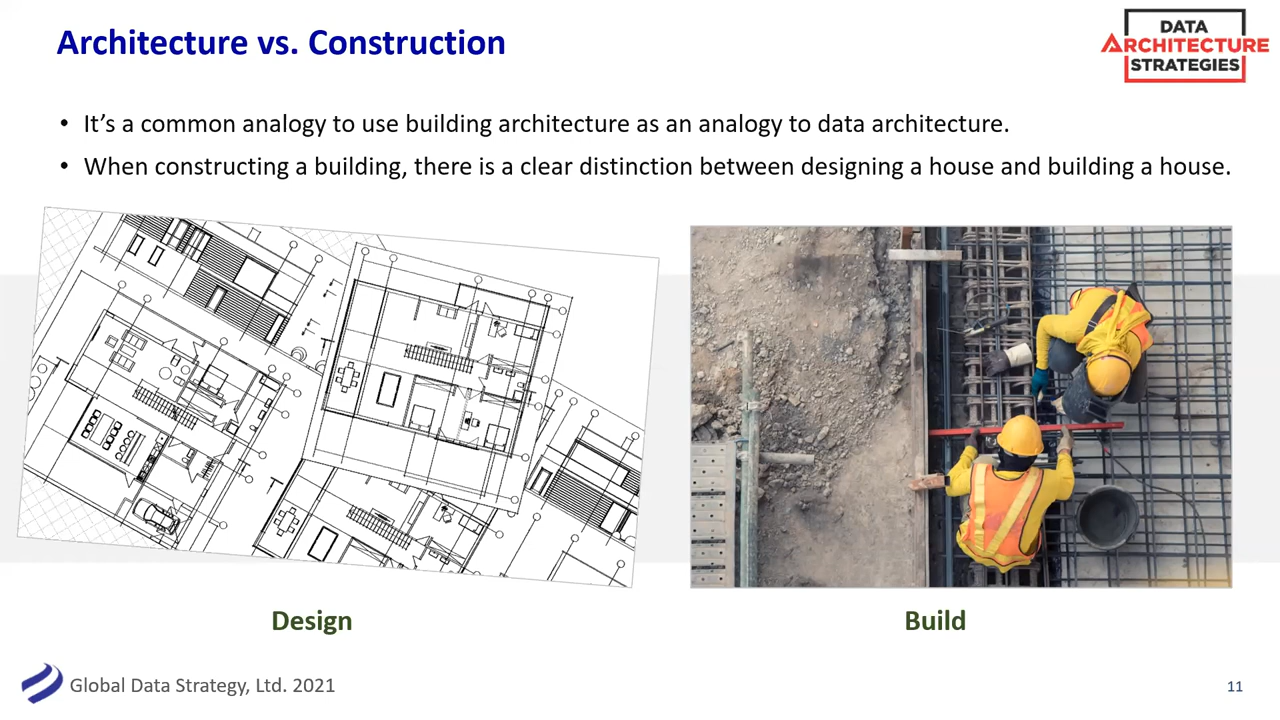 Architecture vs. Construction
DATA
ARCHITECTURE
STRATEGIES
• It’s a common analogy to use building architecture as an analogy to data architecture.
• When constructing a building, there is a clear distinction between designing a house and building a house.
Design
Build
Global Data Strategy, Ltd. 2021
11